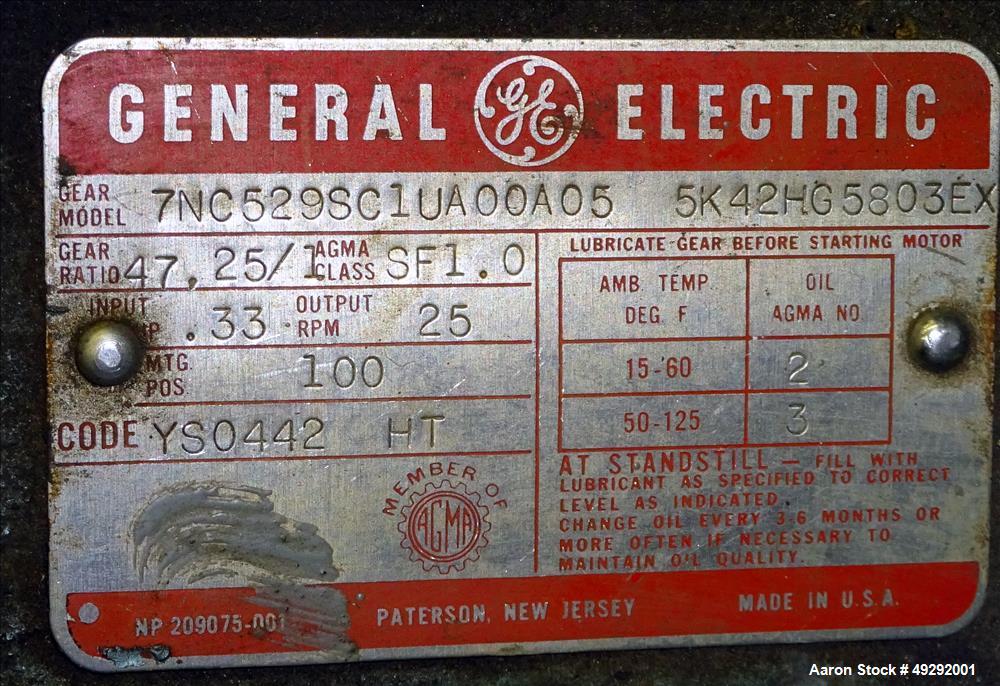 GENERAL GE ELECTRIC
GEAR MODEL 7NC529SC1UA00A05 5K42HG5803EX
GEAR RATIO 47.25/1 AGMA CLASS SF1.0
INPUT .33 OUTPUT RPM 25
MTG POS 100
CODE YS0442 HT
MEMBER OF
AGMA
LUBRICATE GEAR BEFORE STARTING MOTOR
AMB. TEMP DEG F OIL AGMA NO
15-60 2
50-125 3
AT STANDSTILL — FILL WITH
LUBRICANT AS SPECIFIED TO CORRECT
LEVEL AS INDICATED.
CHANGE OIL EVERY 3-6 MONTHS OR
MORE OFTEN IF NECESSARY TO
MAINTAIN OIL QUALITY.
NP 209075-001 PATERSON, NEW JERSEY MADE IN U.S.A.
Aaron Stock # 49292001